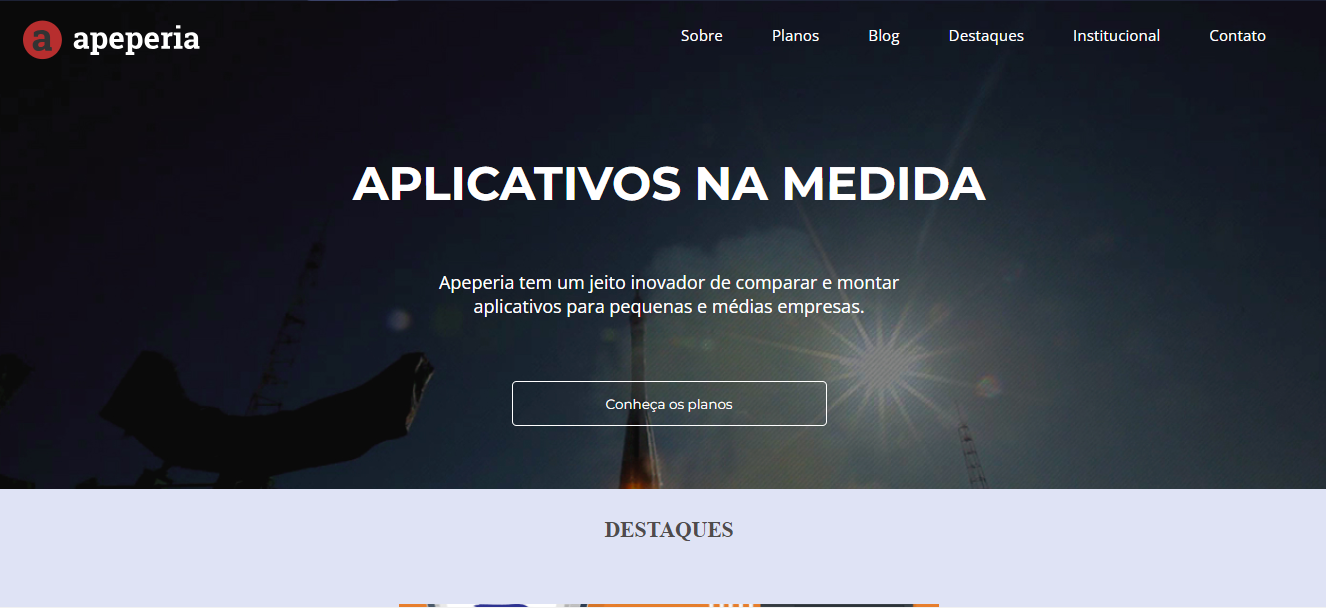 a apeperia
Sobre Planos Blog Destaques Institucional Contato
APLICATIVOS NA MEDIDA
Apeperia tem um jeito inovador de comparar e montar
aplicativos para pequenas e médias empresas.
Conheça os planos
DESTAQUES